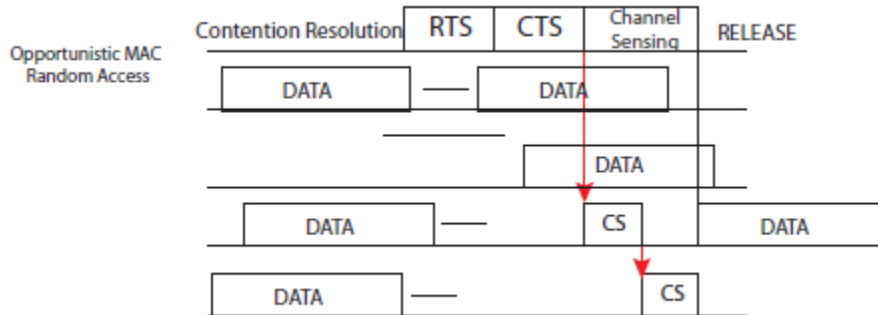 Contention Resolution RTS CTS Channel Sensing RELEASE
Opportunistic MAC
Random Access
DATA DATA
DATA
DATA CS DATA
DATA CS